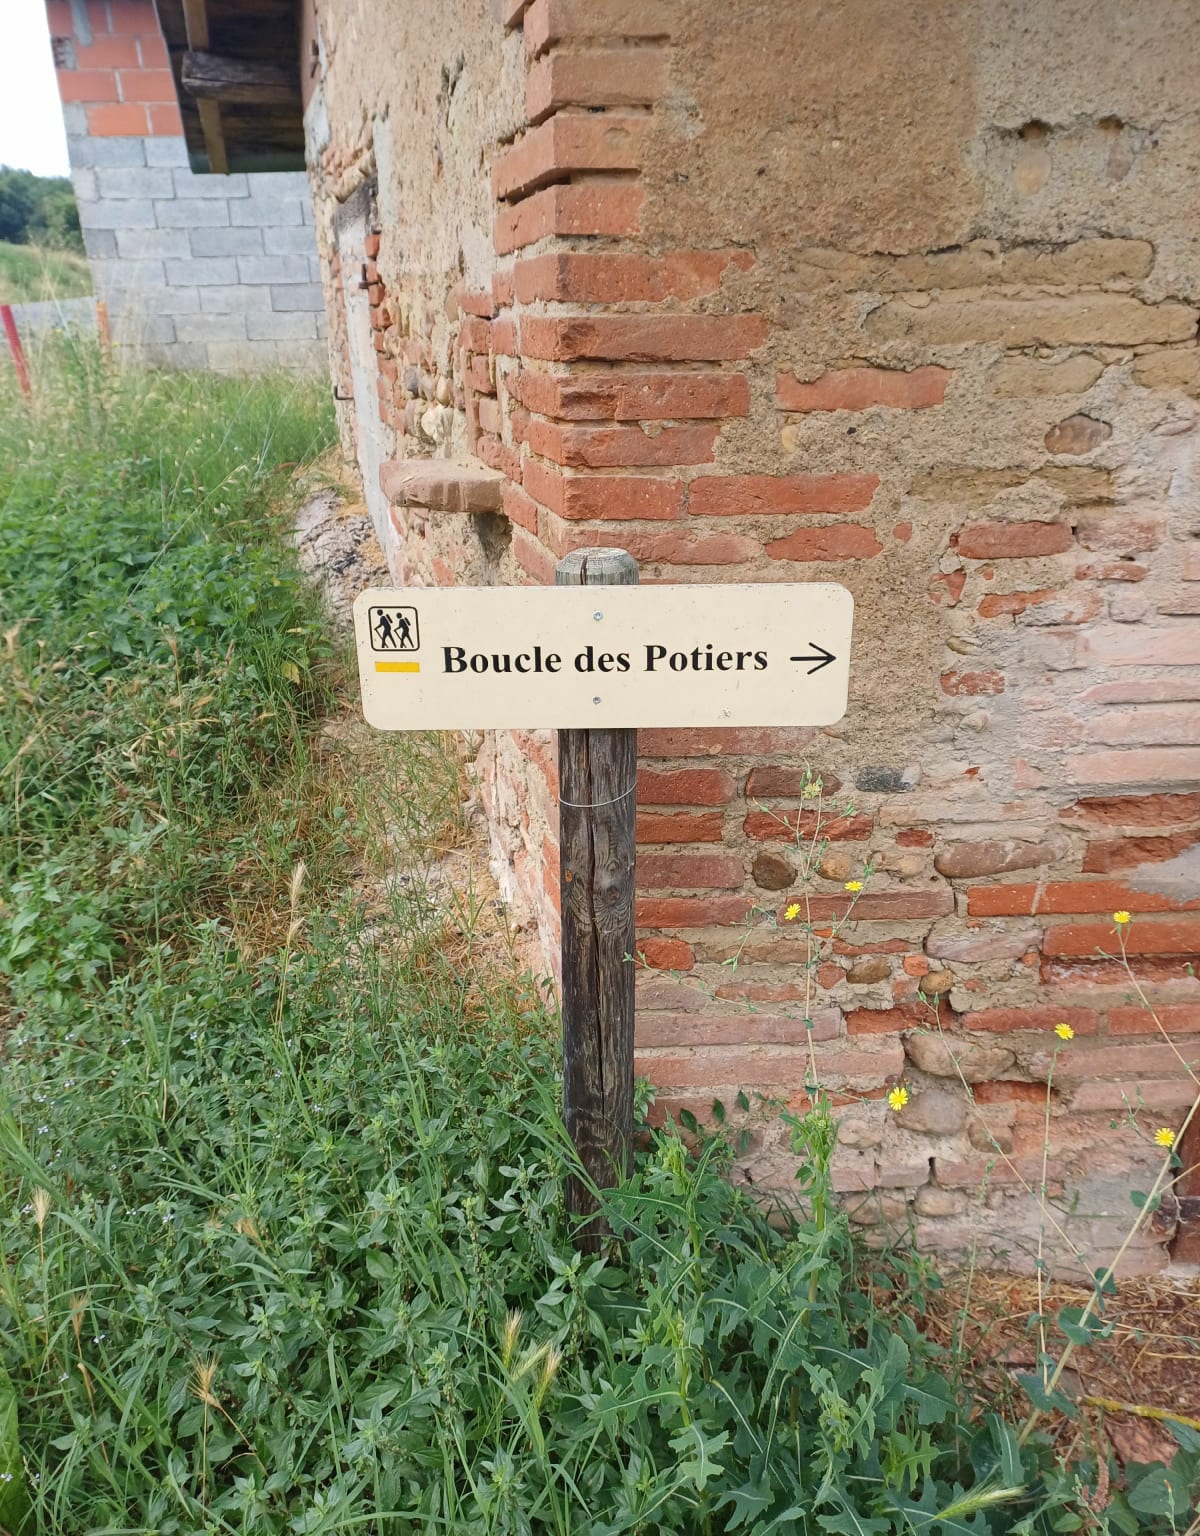 Boucle des Potiers →